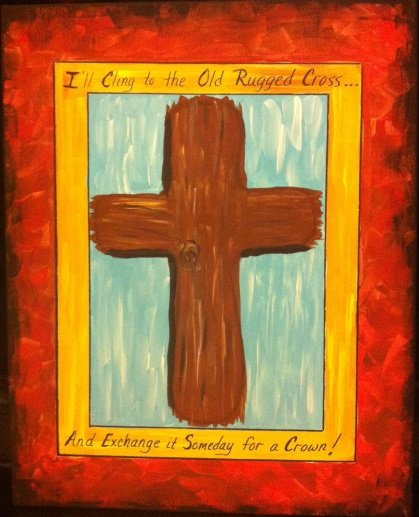 I'll Cling to the Old Rugged Cross...
And Exchange it Someday for a Crown!